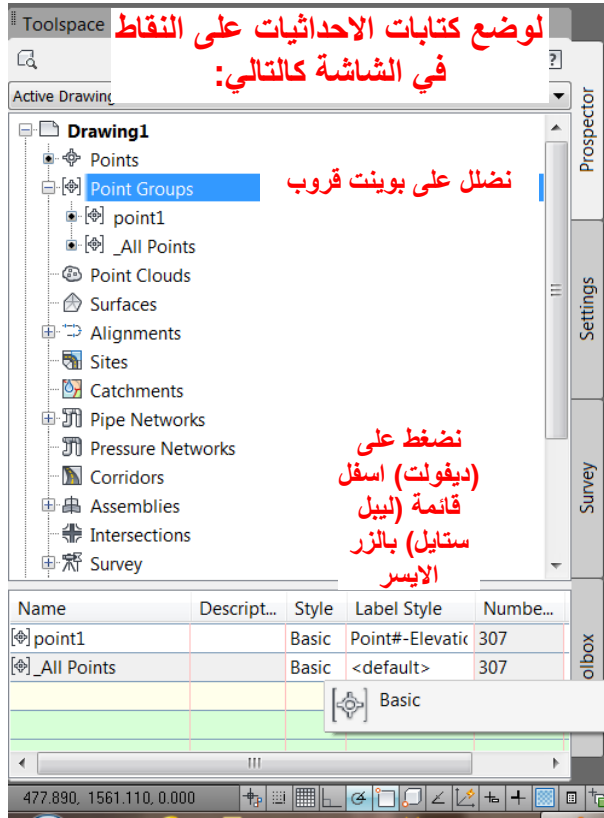 Toolspace
لوضع كتابات الاحداثيات على النقاط
في الشاشة كالتالي:
?
Active Drawing
Drawing1
Points
Point Groups
نضلل على بوينت قروب
point1
_All Points
Point Clouds
Surfaces
Alignments
Sites
Catchments
Pipe Networks
Pressure Networks
Corridors
Assemblies
Intersections
Survey
نضغط على
(ديفولت) اسفل
قائمة (ليبل
ستايل) بالزر
الايسر
Prospector
Settings
Survey
olbox
Name Descript... Style Label Style Numbe...
point1 Basic Point#-Elevatic 307
_All Points Basic <default> 307
Basic
477.890, 1561.110, 0.000